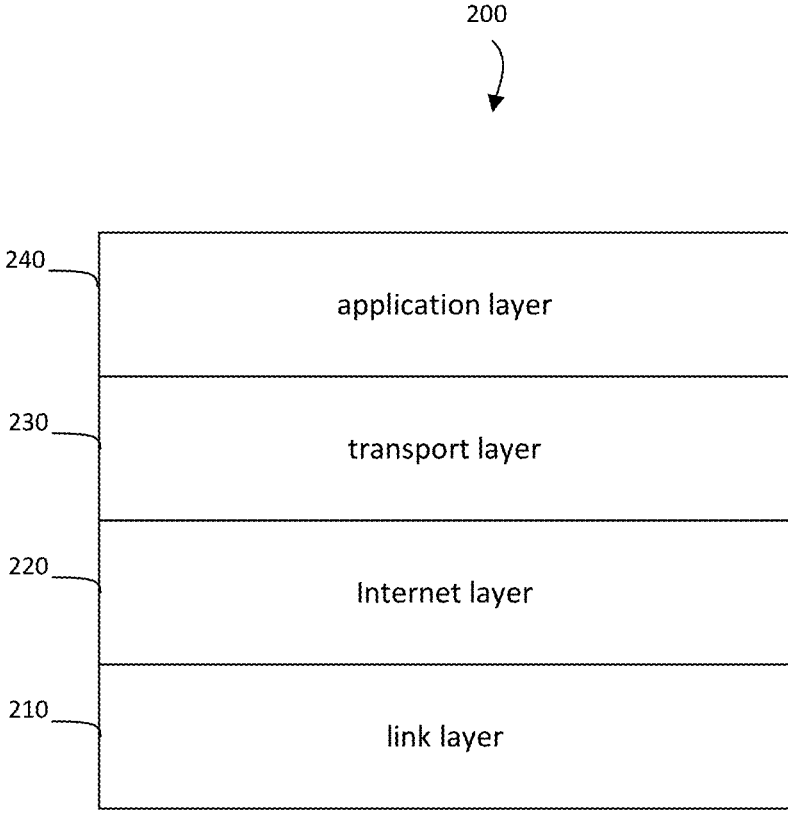 200
240
application layer
230
transport layer
220
Internet layer
210
link layer